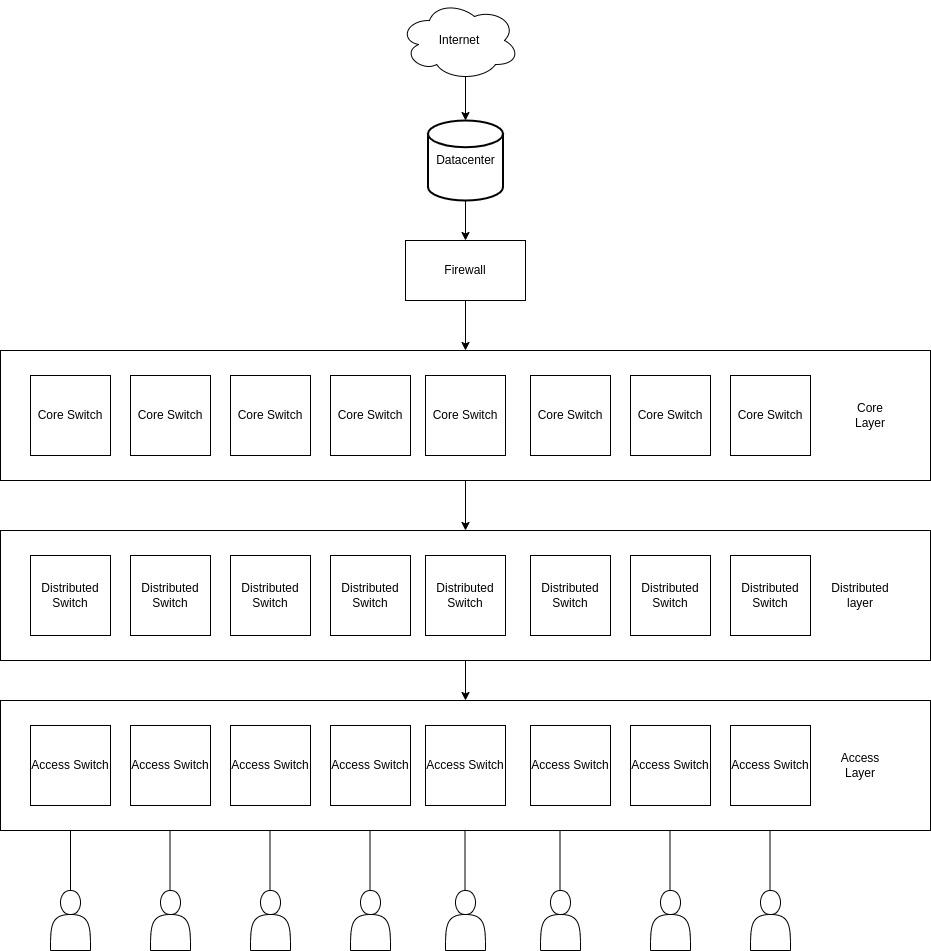 Internet
Datacenter
Firewall
Core Switch
Core Switch
Core Switch
Core Switch
Core Switch
Core Switch
Core Switch
Core Switch
Core
Layer
Distributed
Switch
Distributed
Switch
Distributed
Switch
Distributed
Switch
Distributed
Switch
Distributed
Switch
Distributed
Switch
Distributed
Switch
Distributed
layer
Access Switch
Access Switch
Access Switch
Access Switch
Access Switch
Access Switch
Access Switch
Access Switch
Access
Layer